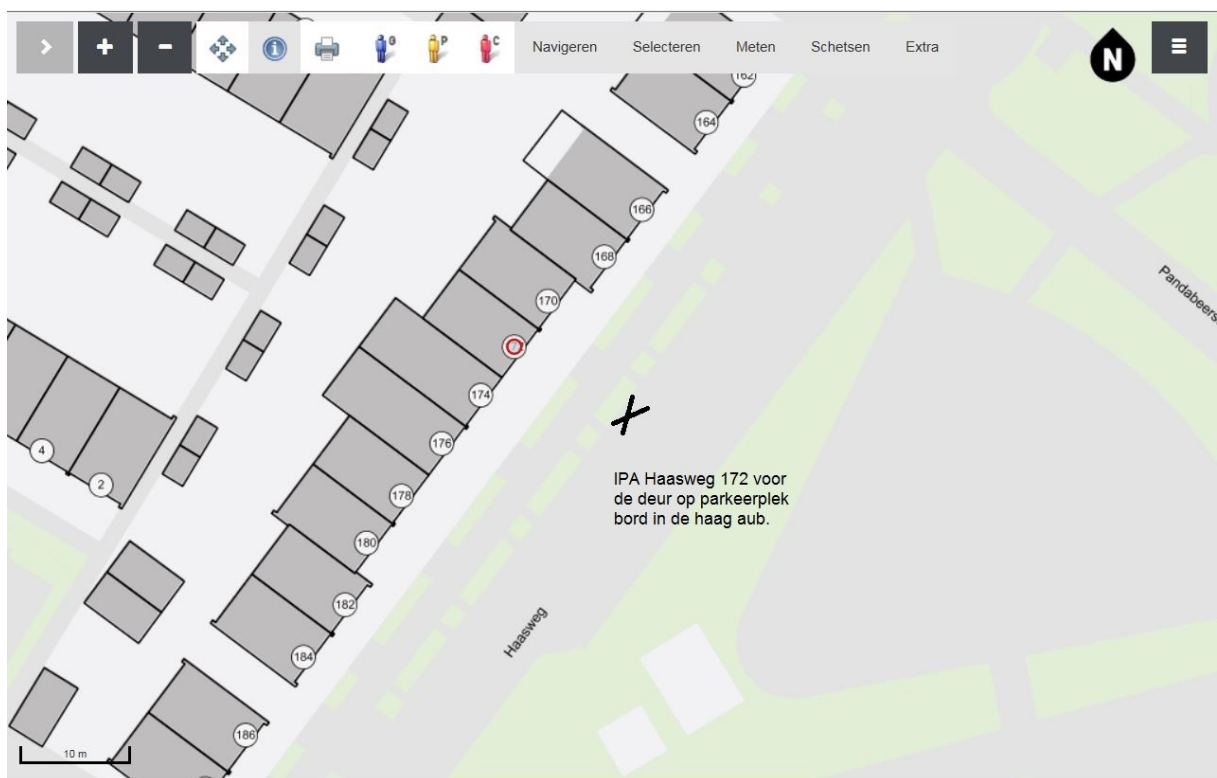 G
P
C
Navigeren
Selecteren
Meten
Schetsen
Extra
N
162
164
166
168
170
174
176
178
180
182
184
186
4
2
Pandabeers
IPA Haasweg 172 voor
de deur op parkeerplek
bord in de haag aub.
Haasweg
10 m